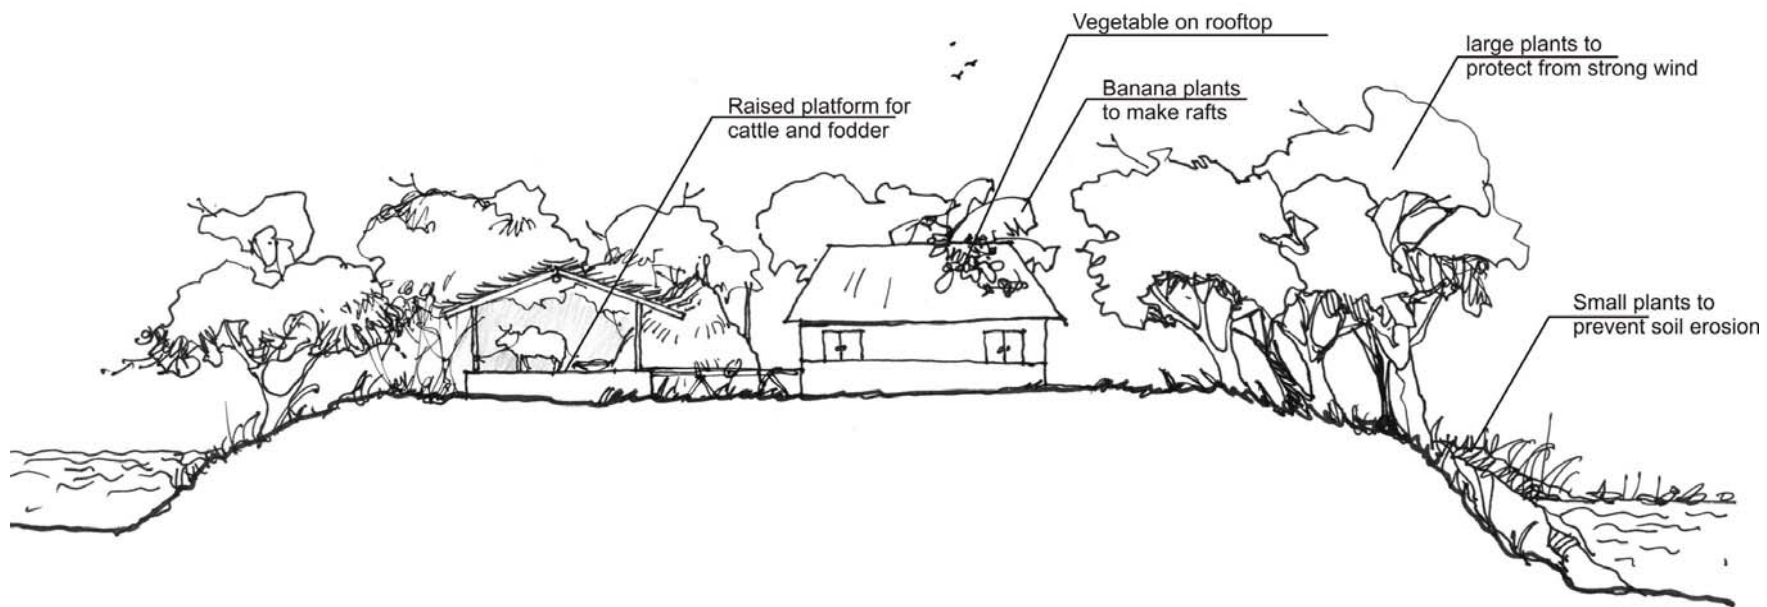 Vegetable on rooftop
large plants to
protect from strong wind
Banana plants
to make rafts
Raised platform for
cattle and fodder
Small plants to
prevent soil erosion